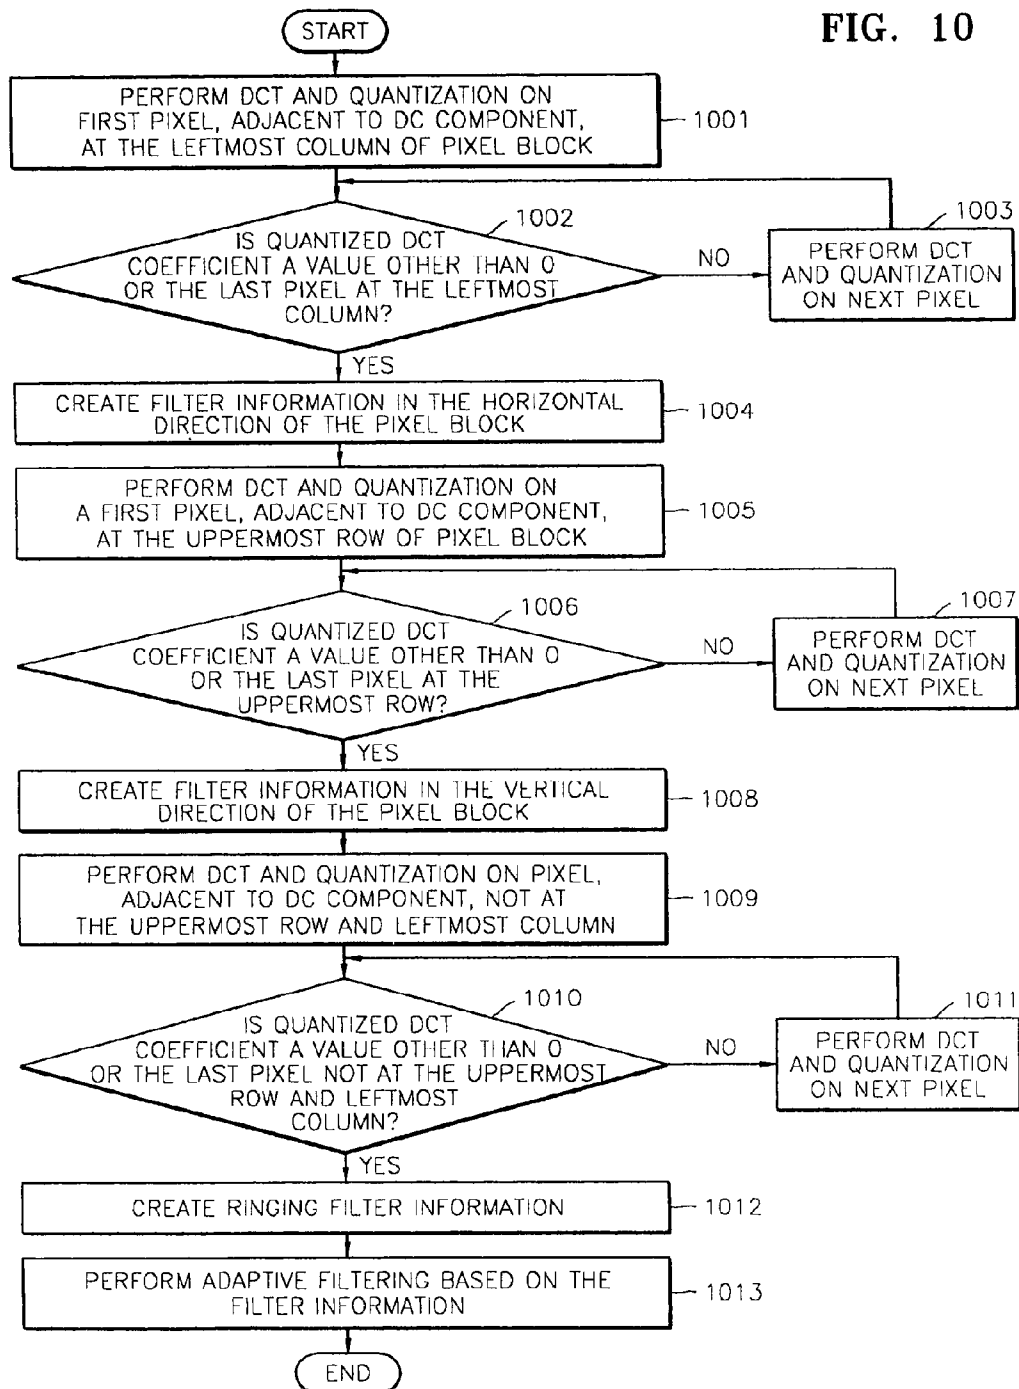 FIG. 10
START
PERFORM DCT AND QUANTIZATION ON
FIRST PIXEL, ADJACENT TO DC COMPONENT,
AT THE LEFTMOST COLUMN OF PIXEL BLOCK
1001
1002
IS QUANTIZED DCT
COEFFICIENT A VALUE OTHER THAN 0
OR THE LAST PIXEL AT THE LEFTMOST
COLUMN?
NO
1003
PERFORM DCT
AND QUANTIZATION
ON NEXT PIXEL
YES
CREATE FILTER INFORMATION IN THE HORIZONTAL
DIRECTION OF THE PIXEL BLOCK
1004
PERFORM DCT AND QUANTIZATION ON
A FIRST PIXEL, ADJACENT TO DC COMPONENT,
AT THE UPPERMOST ROW OF PIXEL BLOCK
1005
1006
IS QUANTIZED DCT
COEFFICIENT A VALUE OTHER THAN 0
OR THE LAST PIXEL AT THE
UPPERMOST ROW?
NO
1007
PERFORM DCT
AND QUANTIZATION
ON NEXT PIXEL
YES
CREATE FILTER INFORMATION IN THE VERTICAL
DIRECTION OF THE PIXEL BLOCK
1008
PERFORM DCT AND QUANTIZATION ON PIXEL,
ADJACENT TO DC COMPONENT, NOT AT
THE UPPERMOST ROW AND LEFTMOST COLUMN
1009
1010
IS QUANTIZED DCT
COEFFICIENT A VALUE OTHER THAN 0
OR THE LAST PIXEL NOT AT THE UPPERMOST
ROW AND LEFTMOST
COLUMN?
NO
1011
PERFORM DCT
AND QUANTIZATION
ON NEXT PIXEL
YES
CREATE RINGING FILTER INFORMATION
1012
PERFORM ADAPTIVE FILTERING BASED ON THE
FILTER INFORMATION
1013
END